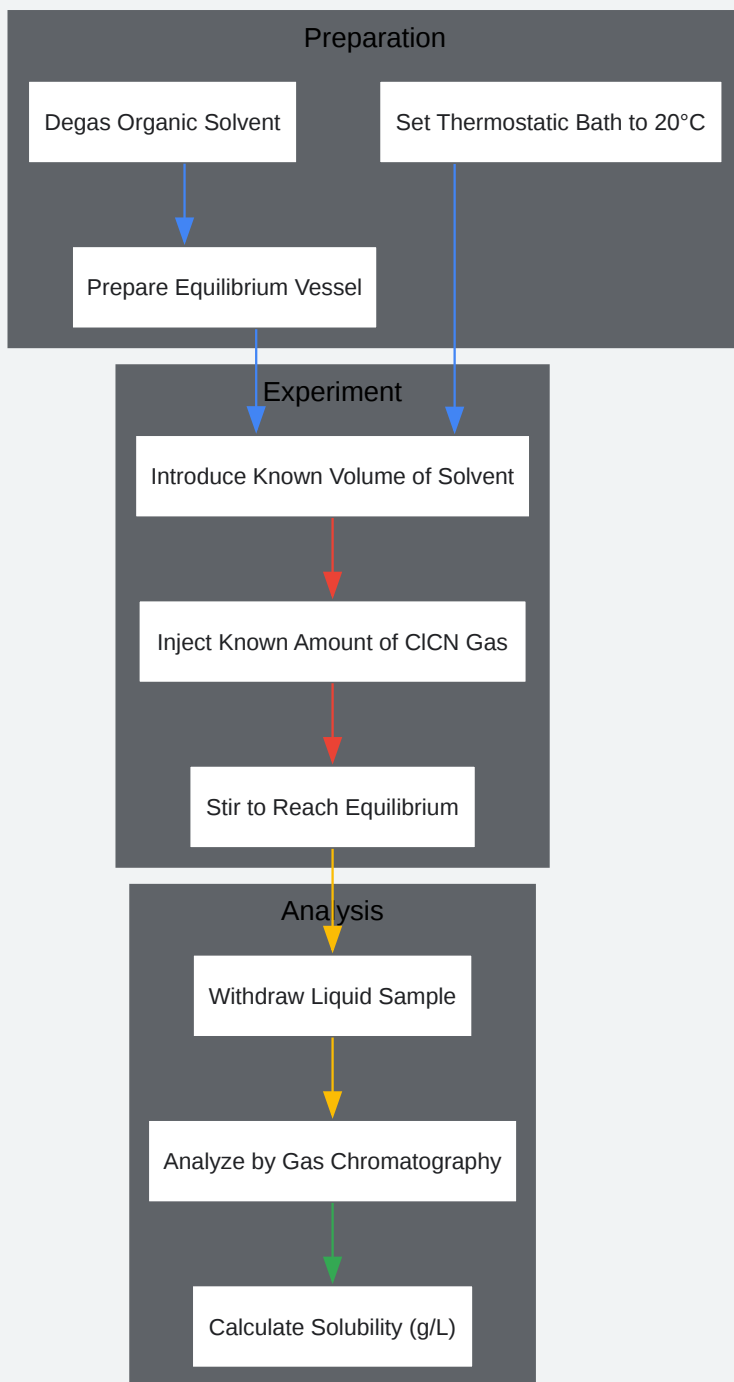 Preparation
Degas Organic Solvent
Set Thermostatic Bath to 20°C
Prepare Equilibrium Vessel
Experiment
Introduce Known Volume of Solvent
Inject Known Amount of ClCN Gas
Stir to Reach Equilibrium
Analysis
Withdraw Liquid Sample
Analyze by Gas Chromatography
Calculate Solubility (g/L)